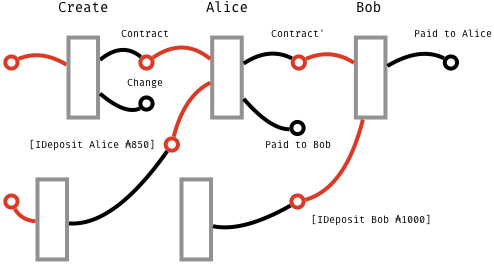 Create
Alice
Bob
Contract
Contract'
Paid to Alice
Change
[IDeposit Alice ₳850]
Paid to Bob
[IDeposit Bob ₳1000]